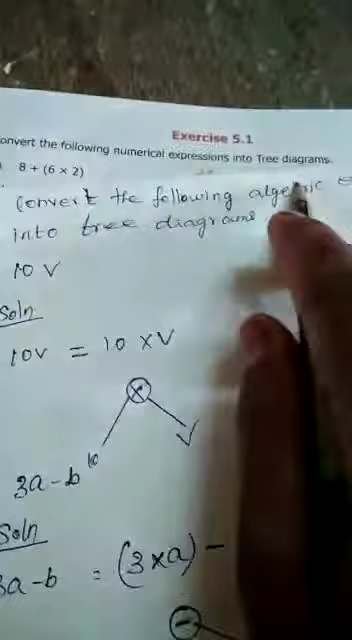 Exercise 5.1
onvert the following numerical expressions into Tree diagrams.
8 + (6 × 2)
Convert the following algebric
into tree diagrams
10 V
Soln
10V = 10 × V
×
10 V
3a - b
Soln
3a - b = (3×a) -
-